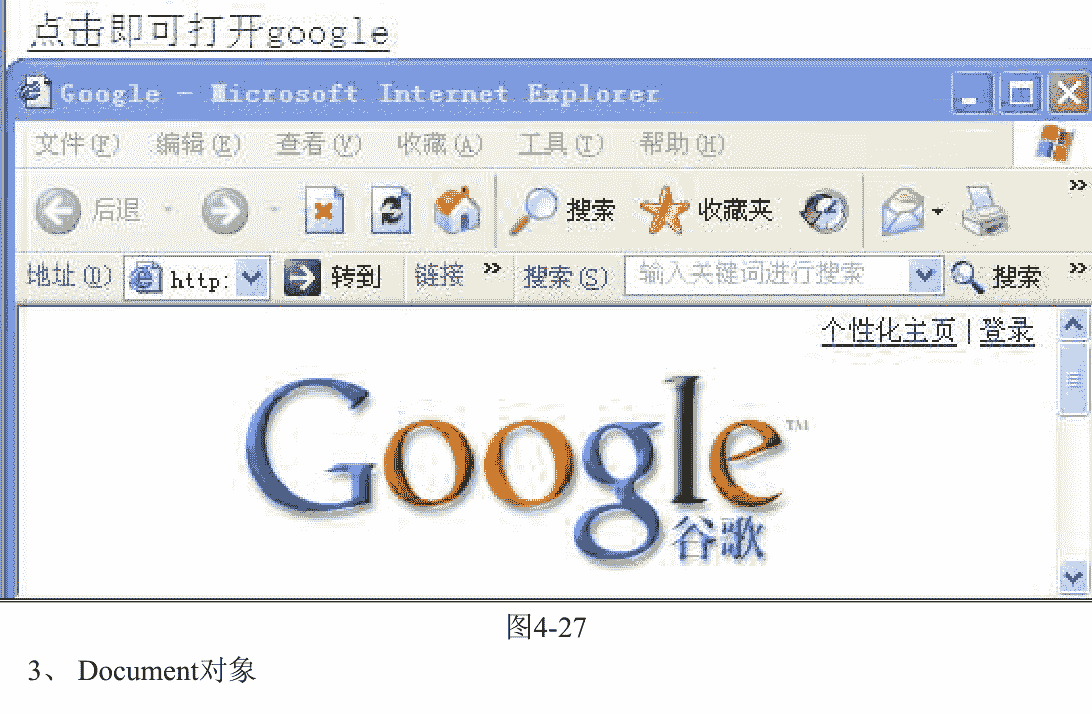 点击即可打开google
Google - Microsoft Internet Explorer
文件(F) 编辑(E) 查看(V) 收藏(A) 工具(T) 帮助(H)
后退 搜索 收藏夹 »
地址(D) http: 转到 链接 » 搜索(S) 输入关键词进行搜索 搜索 »
个性化主页 | 登录
Google™
谷歌
图4-27
3、 Document对象